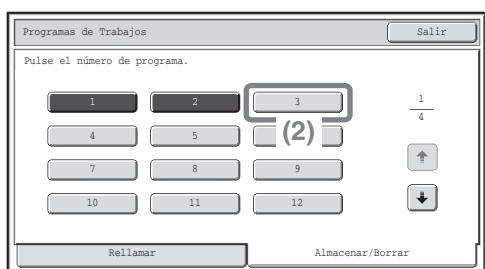 Programas de Trabajos Salir
Pulse el número de programa.
1 2 3 1
4
4 5 (2)
7 8 9
10 11 12
Rellamar Almacenar/Borrar